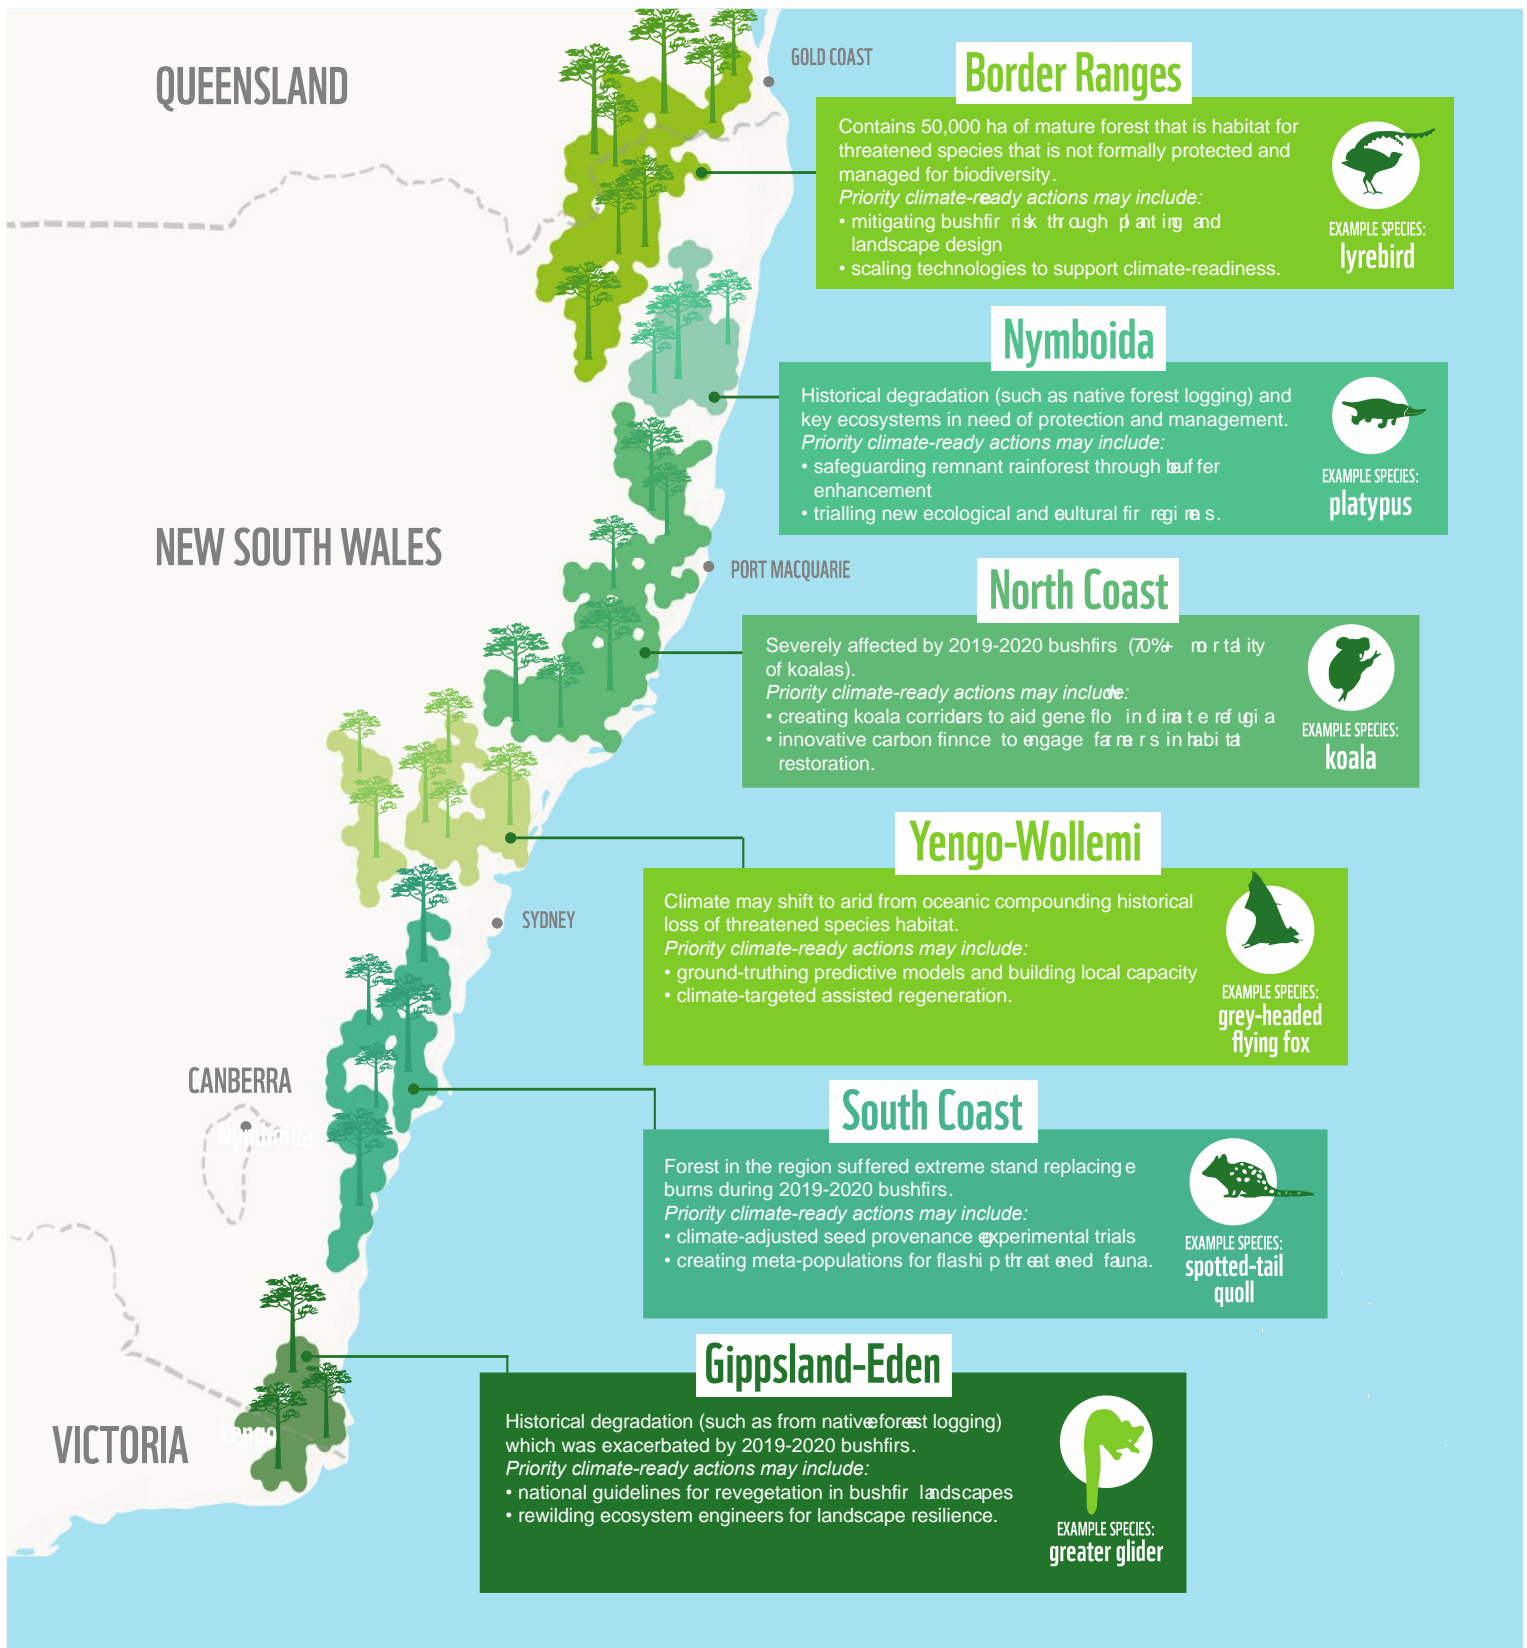 QUEENSLAND
GOLD COAST
Border Ranges
Contains 50,000 ha of mature forest that is habitat for
threatened species that is not formally protected and
managed for biodiversity.
Priority climate-ready actions may include:
• mitigating bushfir risk through planting and
landscape design
• scaling technologies to support climate-readiness.
EXAMPLE SPECIES:
lyrebird
Nymboida
Historical degradation (such as native forest logging) and
key ecosystems in need of protection and management.
Priority climate-ready actions may include:
• safeguarding remnant rainforest through buffer
enhancement
• trialling new ecological and cultural fir regimes.
EXAMPLE SPECIES:
platypus
NEW SOUTH WALES
PORT MACQUARIE
North Coast
Severely affected by 2019-2020 bushfirs (70%+ mortality
of koalas).
Priority climate-ready actions may include:
• creating koala corridors to aid gene flo in climate refugia
• innovative carbon finnce to engage farmers in habitat
restoration.
EXAMPLE SPECIES:
koala
Yengo-Wollemi
Climate may shift to arid from oceanic compounding historical
loss of threatened species habitat.
Priority climate-ready actions may include:
• ground-truthing predictive models and building local capacity
• climate-targeted assisted regeneration.
EXAMPLE SPECIES:
grey-headed
flying fox
SYDNEY
CANBERRA
Nymboida
South Coast
Forest in the region suffered extreme stand replacing e
burns during 2019-2020 bushfirs.
Priority climate-ready actions may include:
• climate-adjusted seed provenance experimental trials
• creating meta-populations for flaship threatened fauna.
EXAMPLE SPECIES:
spotted-tail
quoll
Gippsland-Eden
Historical degradation (such as from native forest logging)
which was exacerbated by 2019-2020 bushfirs.
Priority climate-ready actions may include:
• national guidelines for revegetation in bushfir landscapes
• rewilding ecosystem engineers for landscape resilience.
EXAMPLE SPECIES:
greater glider
VICTORIA
Yengo